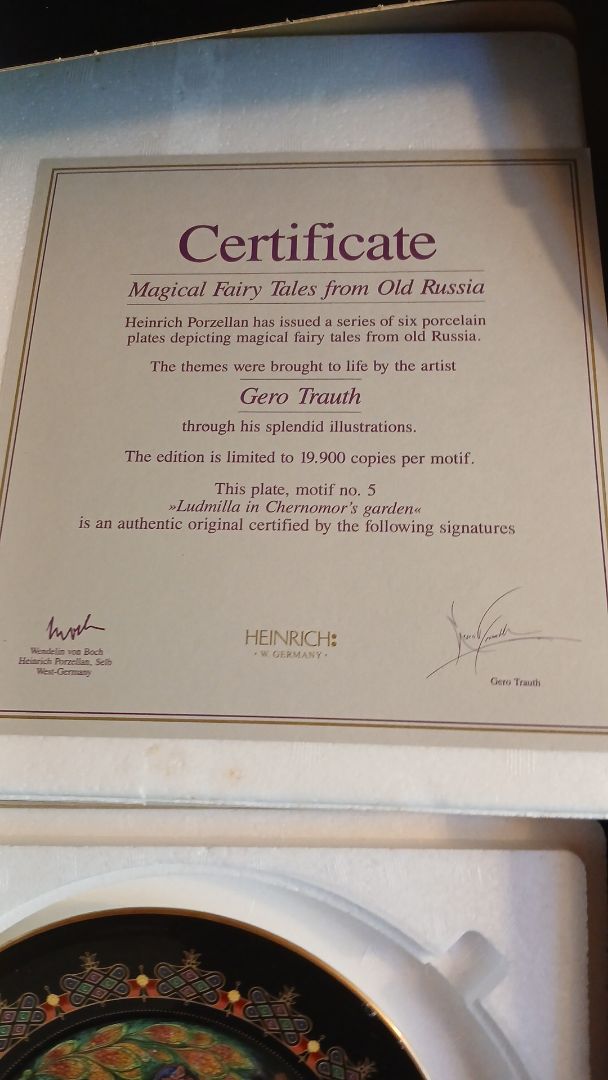 Certificate
Magical Fairy Tales from Old Russia
Heinrich Porzellan has issued a series of six porcelain
plates depicting magical fairy tales from old Russia.
The themes were brought to life by the artist
Gero Trauth
through his splendid illustrations.
The edition is limited to 19.900 copies per motif.
This plate, motif no. 5
»Ludmilla in Chernomor's garden«
is an authentic original certified by the following signatures
Wendelin von Boch
Heinrich Porzellan, Selb
West-Germany
HEINRICH:
· W. GERMANY ·
Gero Trauth